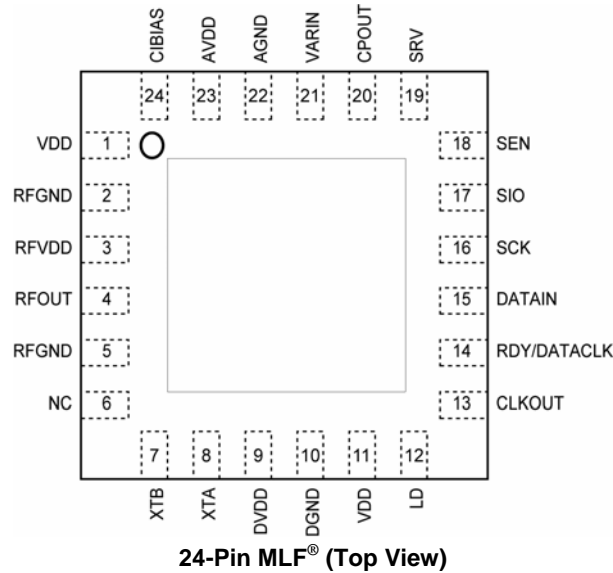 CIBIAS AVDD AGND VARIN CPOUT SRV
24 23 22 21 20 19
VDD 1 18 SEN
RFGND 2 17 SIO
RFVDD 3 16 SCK
RFOUT 4 15 DATAIN
RFGND 5 14 RDY/DATACLK
NC 6 13 CLKOUT
7 8 9 10 11 12
XTB XTA DVDD DGND VDD LD
24-Pin MLF® (Top View)